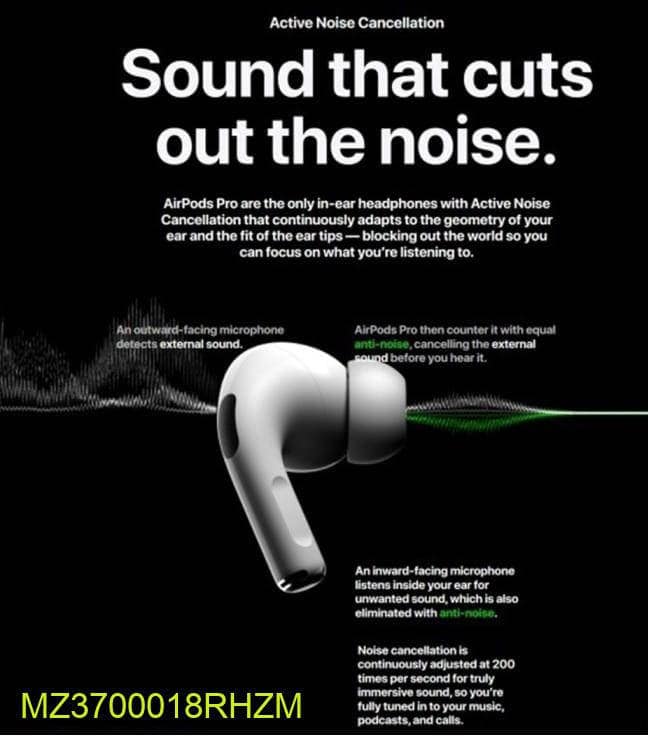 Active Noise Cancellation
Sound that cuts
out the noise.
AirPods Pro are the only in-ear headphones with Active Noise
Cancellation that continuously adapts to the geometry of your
ear and the fit of the ear tips — blocking out the world so you
can focus on what you're listening to.
An outward-facing microphone
detects external sound.
AirPods Pro then counter it with equal
anti-noise, cancelling the external
sound before you hear it.
An inward-facing microphone
listens inside your ear for
unwanted sound, which is also
eliminated with anti-noise.
Noise cancellation is
continuously adjusted at 200
times per second for truly
immersive sound, so you're
fully tuned in to your music,
podcasts, and calls.
MZ3700018RHZM